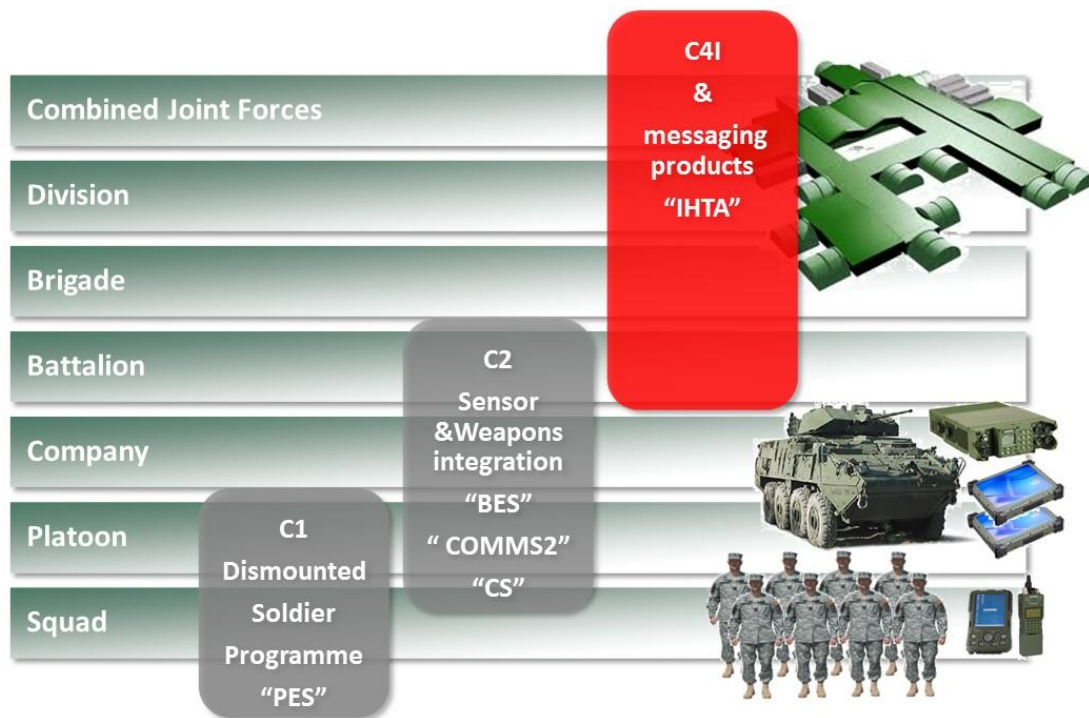 Combined Joint Forces
Division
Brigade
Battalion
Company
Platoon
Squad
C1
Dismounted
Soldier
Programme
“PES”
C2
Sensor
&Weapons
integration
“BES”
“ COMMS2”
“CS”
C4I
&
messaging
products
“IHTA”